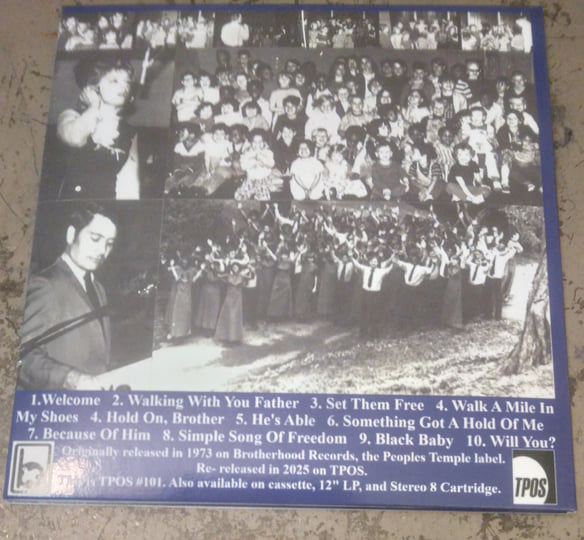 1.Welcome 2. Walking With You Father 3. Set Them Free 4. Walk A Mile In
My Shoes 4. Hold On, Brother 5. He's Able 6. Something Got A Hold Of Me
7. Because Of Him 8. Simple Song Of Freedom 9. Black Baby 10. Will You?
Originally released in 1973 on Brotherhood Records, the Peoples Temple label.
Re- released in 2025 on TPOS.
This is TPOS #101. Also available on cassette, 12" LP, and Stereo 8 Cartridge.
TPOS